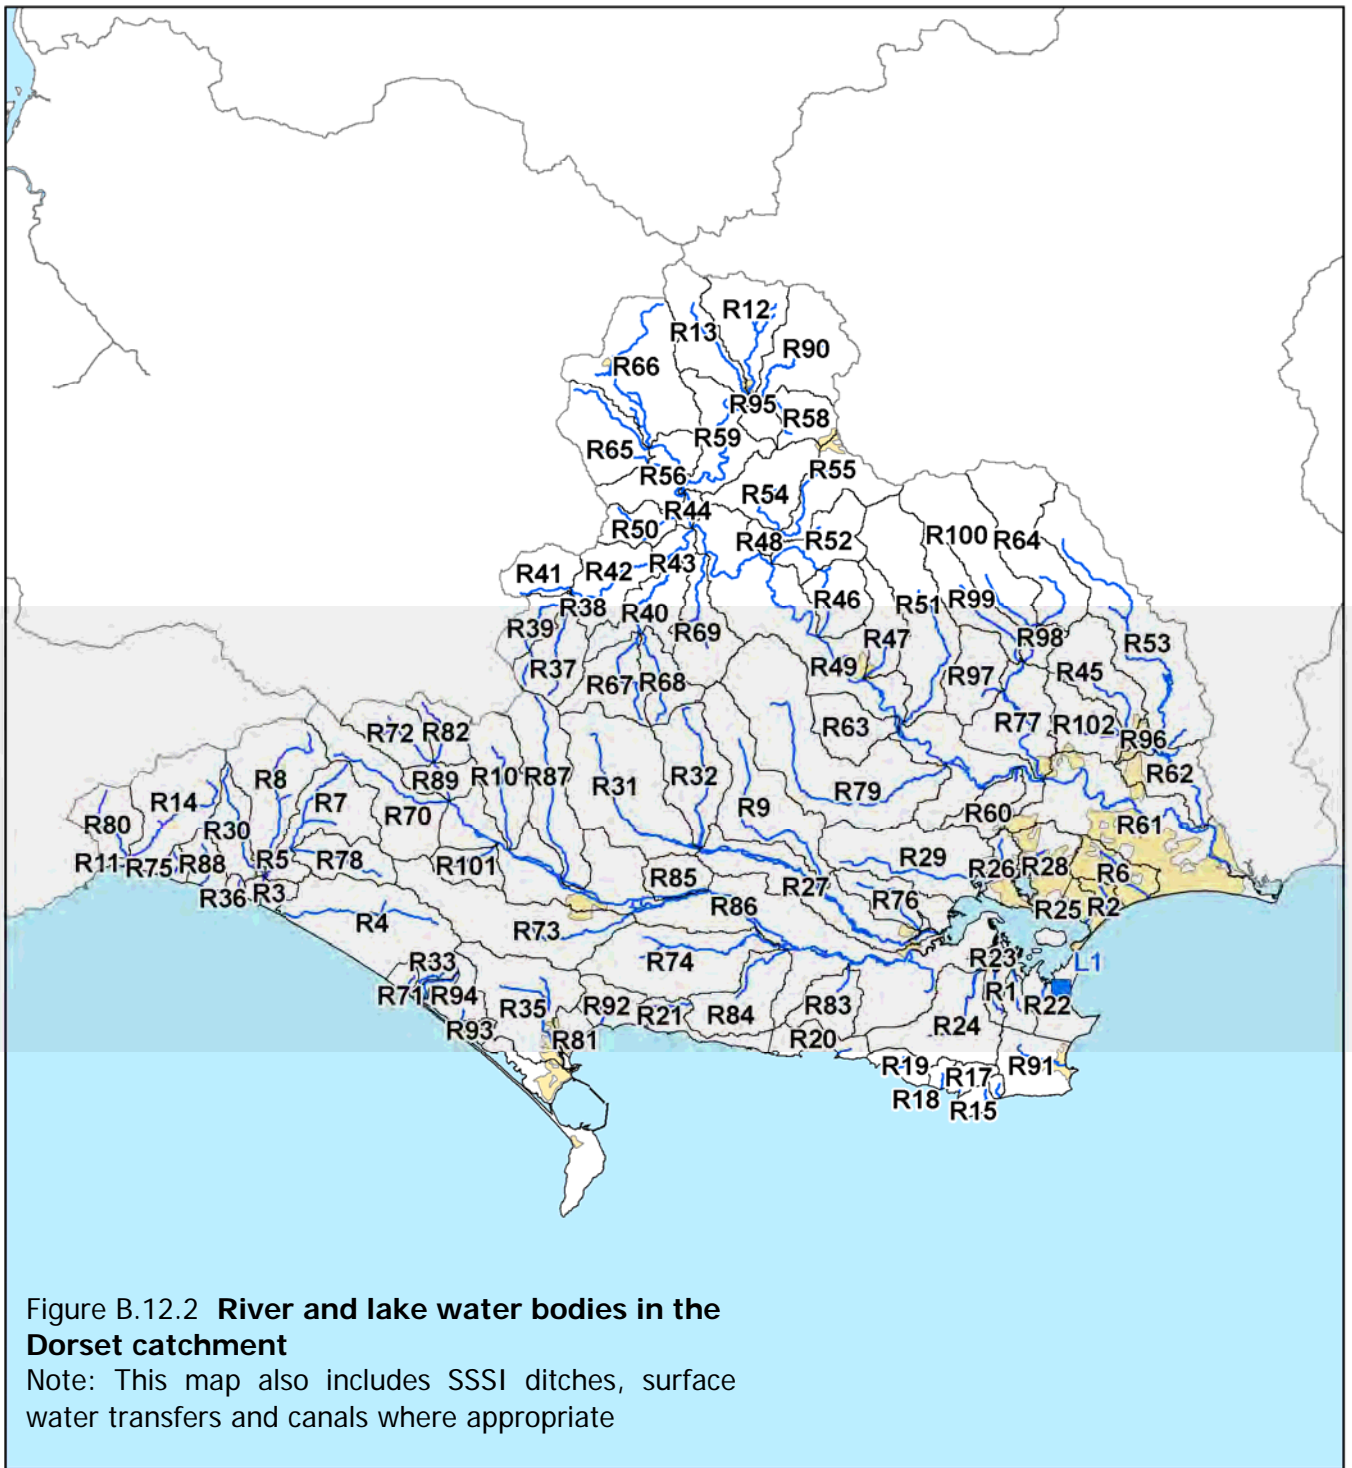 R12
R13
R90
R66
R95
R58
R59
R65
R55
R56
R54
R44
R50
R48 R52
R100 R64
R43
R41 R42
R46
R51 R99
R38
R40
R39
R69
R47
R98
R53
R49
R37
R97
R45
R67 R68
R63
R77 R102
R72 R82
R96
R8
R89 R10 R87
R31
R32
R62
R14
R7
R9
R79
R80
R30
R70
R60
R61
R11 R75 R88 R5 R78
R101
R29
R26 R28
R6
R36 R3
R85
R27
R76
R4
R73
R86
R25 R2
R33
R74
R23
L1
R71 R94
R35
R92
R21
R84
R83
R1
R22
R93
R81
R20
R24
R19
R17
R91
R18
R15
Figure B.12.2 River and lake water bodies in the
Dorset catchment
Note: This map also includes SSSI ditches, surface
water transfers and canals where appropriate